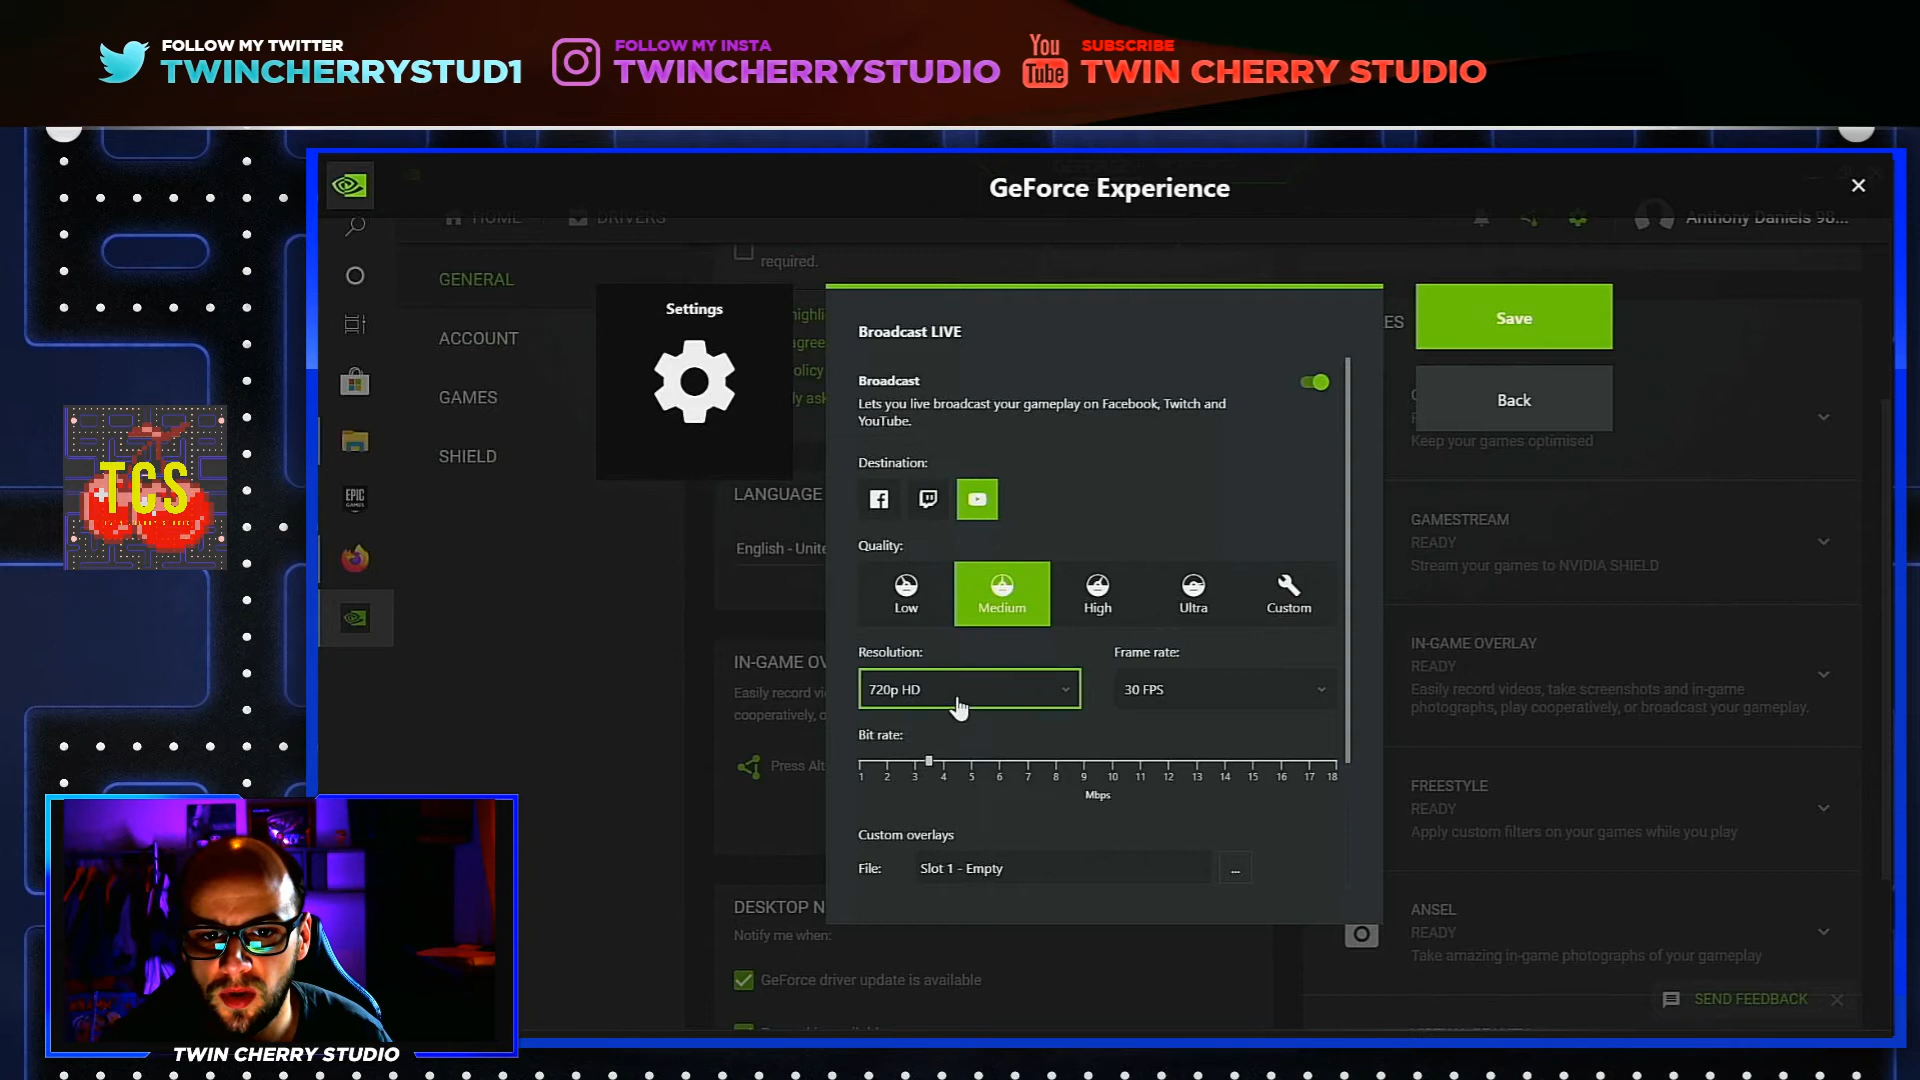 FOLLOW MY TWITTER
TWINCHERRYSTUD1
FOLLOW MY INSTA
TWINCHERRYSTUDIO
You
Tube
SUBSCRIBE
TWIN CHERRY STUDIO
GeForce Experience
HOME
DRIVERS
Anthony Daniels 98...
required.
GENERAL
ACCOUNT
GAMES
SHIELD
Settings
LANGUAGE
English - Unite
IN-GAME OV
Easily record vi
cooperatively, o
Press Alt
DESKTOP N
Notify me when:
GeForce driver update is available
Broadcast LIVE
Broadcast
Lets you live broadcast your gameplay on Facebook, Twitch and
YouTube.
Destination:
Quality:
Low
Medium
High
Ultra
Custom
Resolution:
Frame rate:
720p HD
30 FPS
Bit rate:
1 2 3 4 5 6 7 8 9 10 11 12 13 14 15 16 17 18
Mbps
Custom overlays
File:
Slot 1 - Empty
...
Save
Back
Keep your games optimised
GAMESTREAM
READY
Stream your games to NVIDIA SHIELD
IN-GAME OVERLAY
READY
Easily record videos, take screenshots and in-game
photographs, play cooperatively, or broadcast your gameplay.
FREESTYLE
READY
Apply custom filters on your games while you play
ANSEL
READY
Take amazing in-game photographs of your gameplay
SEND FEEDBACK
EPIC
GAMES
TCS
TWIN CHERRY STUDIO